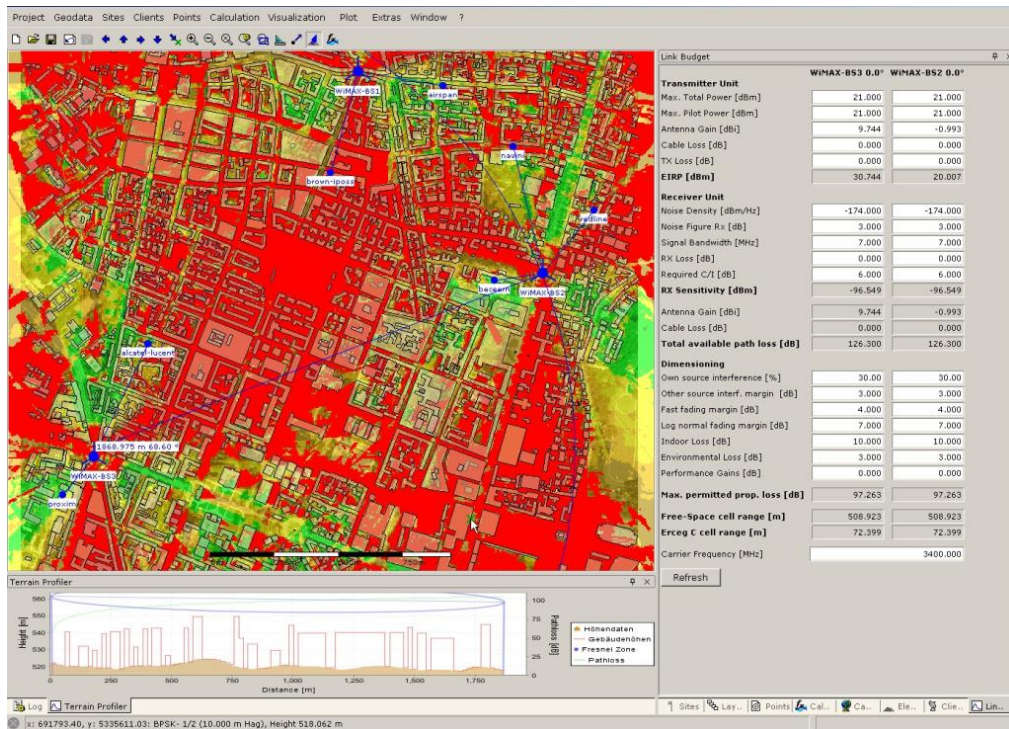 Project Geodata Sites Clients Points Calculation Visualization Plot Extras Window ?
WiMAX-BS1
airspan
navini
brown-iposs
redline
beceem
WiMAX-BS2
alcatel-lucent
1868.975 m 68.60 °
WiMAX-BS3
proxim
750m
Link Budget
WiMAX-BS3 0.0° WiMAX-BS2 0.0°
Transmitter Unit
Max. Total Power [dBm] 21.000 21.000
Max. Pilot Power [dBm] 21.000 21.000
Antenna Gain [dBi] 9.744 -0.993
Cable Loss [dB] 0.000 0.000
TX Loss [dB] 0.000 0.000
EIRP [dBm] 30.744 20.007
Receiver Unit
Noise Density [dBm/Hz] -174.000 -174.000
Noise Figure Rx [dB] 3.000 3.000
Signal Bandwidth [MHz] 7.000 7.000
RX Loss [dB] 0.000 0.000
Required C/I [dB] 6.000 6.000
RX Sensitivity [dBm] -96.549 -96.549
Antenna Gain [dBi] 9.744 -0.993
Cable Loss [dB] 0.000 0.000
Total available path loss [dB] 126.300 126.300
Dimensioning
Own source interference [%] 30.00 30.00
Other source interf. margin [dB] 3.000 3.000
Fast fading margin [dB] 4.000 4.000
Log normal fading margin [dB] 7.000 7.000
Indoor Loss [dB] 10.000 10.000
Environmental Loss [dB] 3.000 3.000
Performance Gains [dB] 0.000 0.000
Max. permitted prop. loss [dB] 97.263 97.263
Free-Space cell range [m] 508.923 508.923
Erceg C cell range [m] 72.399 72.399
Carrier Frequency [MHz] 3400.000
Refresh
Terrain Profiler
Height [m]
560
550
540
530
520
0 250 500 750 1,000 1,250 1,500 1,750
Distance [m]
100
75
50
25
0
Pathloss [dB]
Höhendaten
Gebäudehöhen
Fresnel Zone
Pathloss
Log Terrain Profiler
Sites Lay... Points Cal... Ca... Ele... Clie... Lin...
x: 691793.40, y: 5335611.03: BPSK- 1/2 (10.000 m Hag), Height 518.062 m